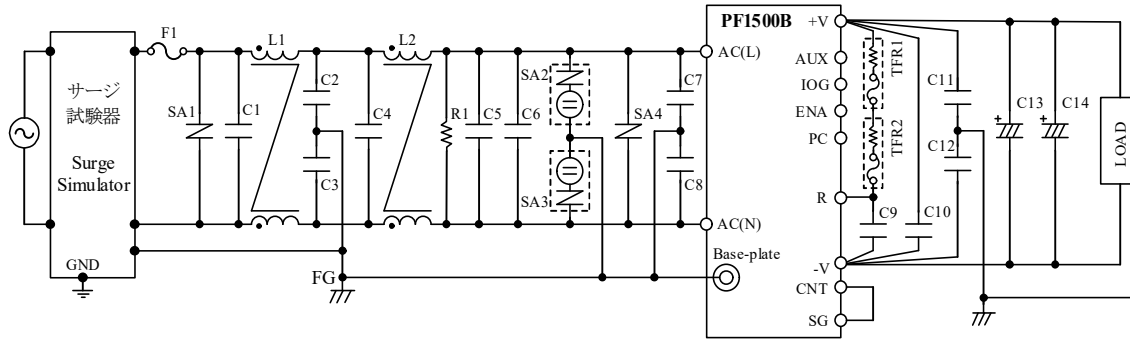 サージ
試験器
Surge
Simulator
GND
F1
SA1
C1
L1
C2
C3
C4
L2
R1
C5
C6
SA2
SA3
SA4
C7
C8
FG
PF1500B
AC(L)
AC(N)
Base-plate
+V
AUX
IOG
ENA
PC
R
-V
CNT
SG
TFR1
TFR2
C9
C10
C11
C12
C13
+
C14
+
LOAD